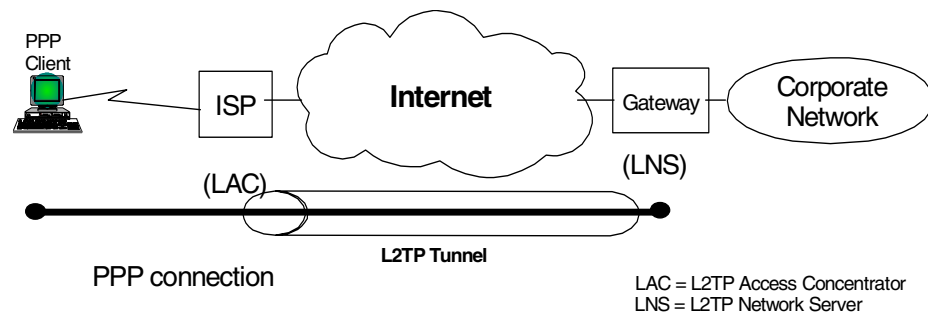 PPP
Client
ISP
Internet
Gateway
Corporate
Network
(LAC)
(LNS)
L2TP Tunnel
PPP connection
LAC = L2TP Access Concentrator
LNS = L2TP Network Server